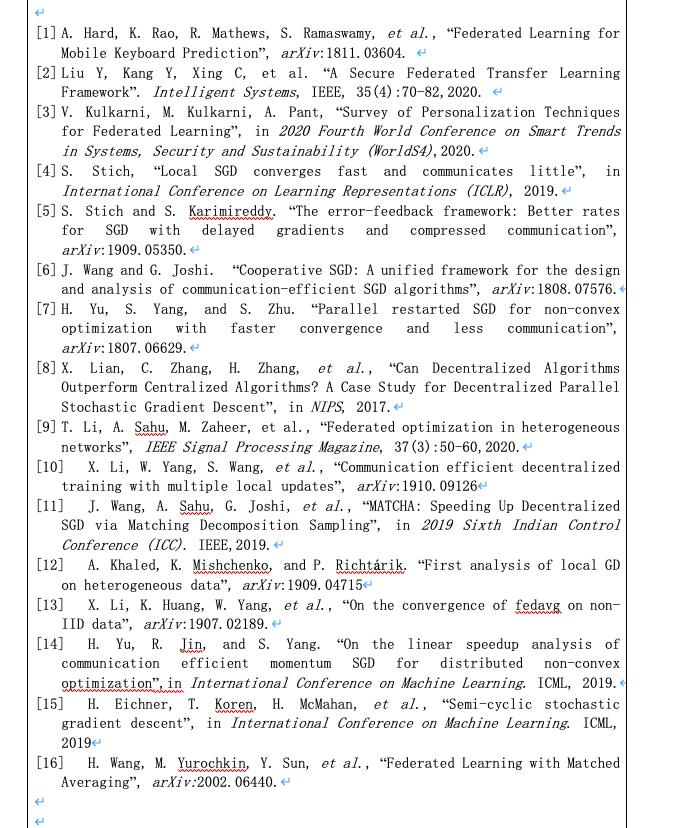 [1] A. Hard, K. Rao, R. Mathews, S. Ramaswamy, et al., “Federated Learning for
Mobile Keyboard Prediction”, arXiv:1811.03604.
[2] Liu Y, Kang Y, Xing C, et al. “A Secure Federated Transfer Learning
Framework”. Intelligent Systems, IEEE, 35(4):70-82,2020.
[3] V. Kulkarni, M. Kulkarni, A. Pant, “Survey of Personalization Techniques
for Federated Learning”, in 2020 Fourth World Conference on Smart Trends
in Systems, Security and Sustainability (WorldS4),2020.
[4] S. Stich, “Local SGD converges fast and communicates little”, in
International Conference on Learning Representations (ICLR), 2019.
[5] S. Stich and S. Karimireddy. “The error-feedback framework: Better rates
for SGD with delayed gradients and compressed communication”,
arXiv:1909.05350.
[6] J. Wang and G. Joshi. “Cooperative SGD: A unified framework for the design
and analysis of communication-efficient SGD algorithms”, arXiv:1808.07576.
[7] H. Yu, S. Yang, and S. Zhu. “Parallel restarted SGD for non-convex
optimization with faster convergence and less communication”,
arXiv:1807.06629.
[8] X. Lian, C. Zhang, H. Zhang, et al., “Can Decentralized Algorithms
Outperform Centralized Algorithms? A Case Study for Decentralized Parallel
Stochastic Gradient Descent”, in NIPS, 2017.
[9] T. Li, A. Sahu, M. Zaheer, et al., “Federated optimization in heterogeneous
networks”, IEEE Signal Processing Magazine, 37(3):50-60,2020.
[10] X. Li, W. Yang, S. Wang, et al., “Communication efficient decentralized
training with multiple local updates”, arXiv:1910.09126
[11] J. Wang, A. Sahu, G. Joshi, et al., “MATCHA: Speeding Up Decentralized
SGD via Matching Decomposition Sampling”, in 2019 Sixth Indian Control
Conference (ICC). IEEE,2019.
[12] A. Khaled, K. Mishchenko, and P. Richtárik. “First analysis of local GD
on heterogeneous data”, arXiv:1909.04715
[13] X. Li, K. Huang, W. Yang, et al., “On the convergence of fedavg on non-
IID data”, arXiv:1907.02189.
[14] H. Yu, R. Jin, and S. Yang. “On the linear speedup analysis of
communication efficient momentum SGD for distributed non-convex
optimization”,in International Conference on Machine Learning. ICML, 2019.
[15] H. Eichner, T. Koren, H. McMahan, et al., “Semi-cyclic stochastic
gradient descent”, in International Conference on Machine Learning. ICML,
2019
[16] H. Wang, M. Yurochkin, Y. Sun, et al., “Federated Learning with Matched
Averaging”, arXiv:2002.06440.